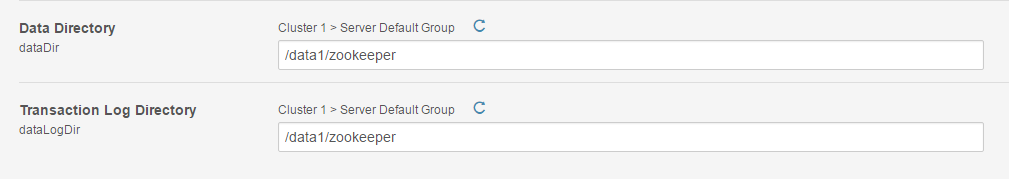 Data Directory
Cluster 1 > Server Default Group
dataDir
/data1/zookeeper
Transaction Log Directory
Cluster 1 > Server Default Group
dataLogDir
/data1/zookeeper